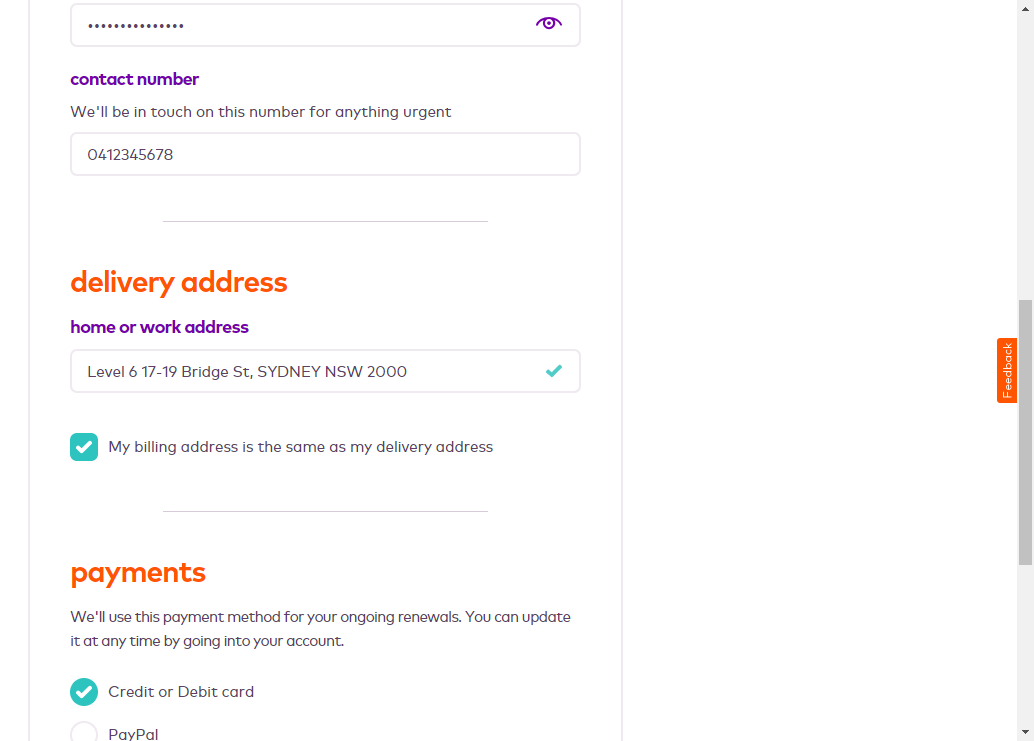 •••••••••••••••
contact number
We'll be in touch on this number for anything urgent
0412345678
delivery address
home or work address
Level 6 17-19 Bridge St, SYDNEY NSW 2000
My billing address is the same as my delivery address
payments
We'll use this payment method for your ongoing renewals. You can update
it at any time by going into your account.
Credit or Debit card
PayPal
Feedback